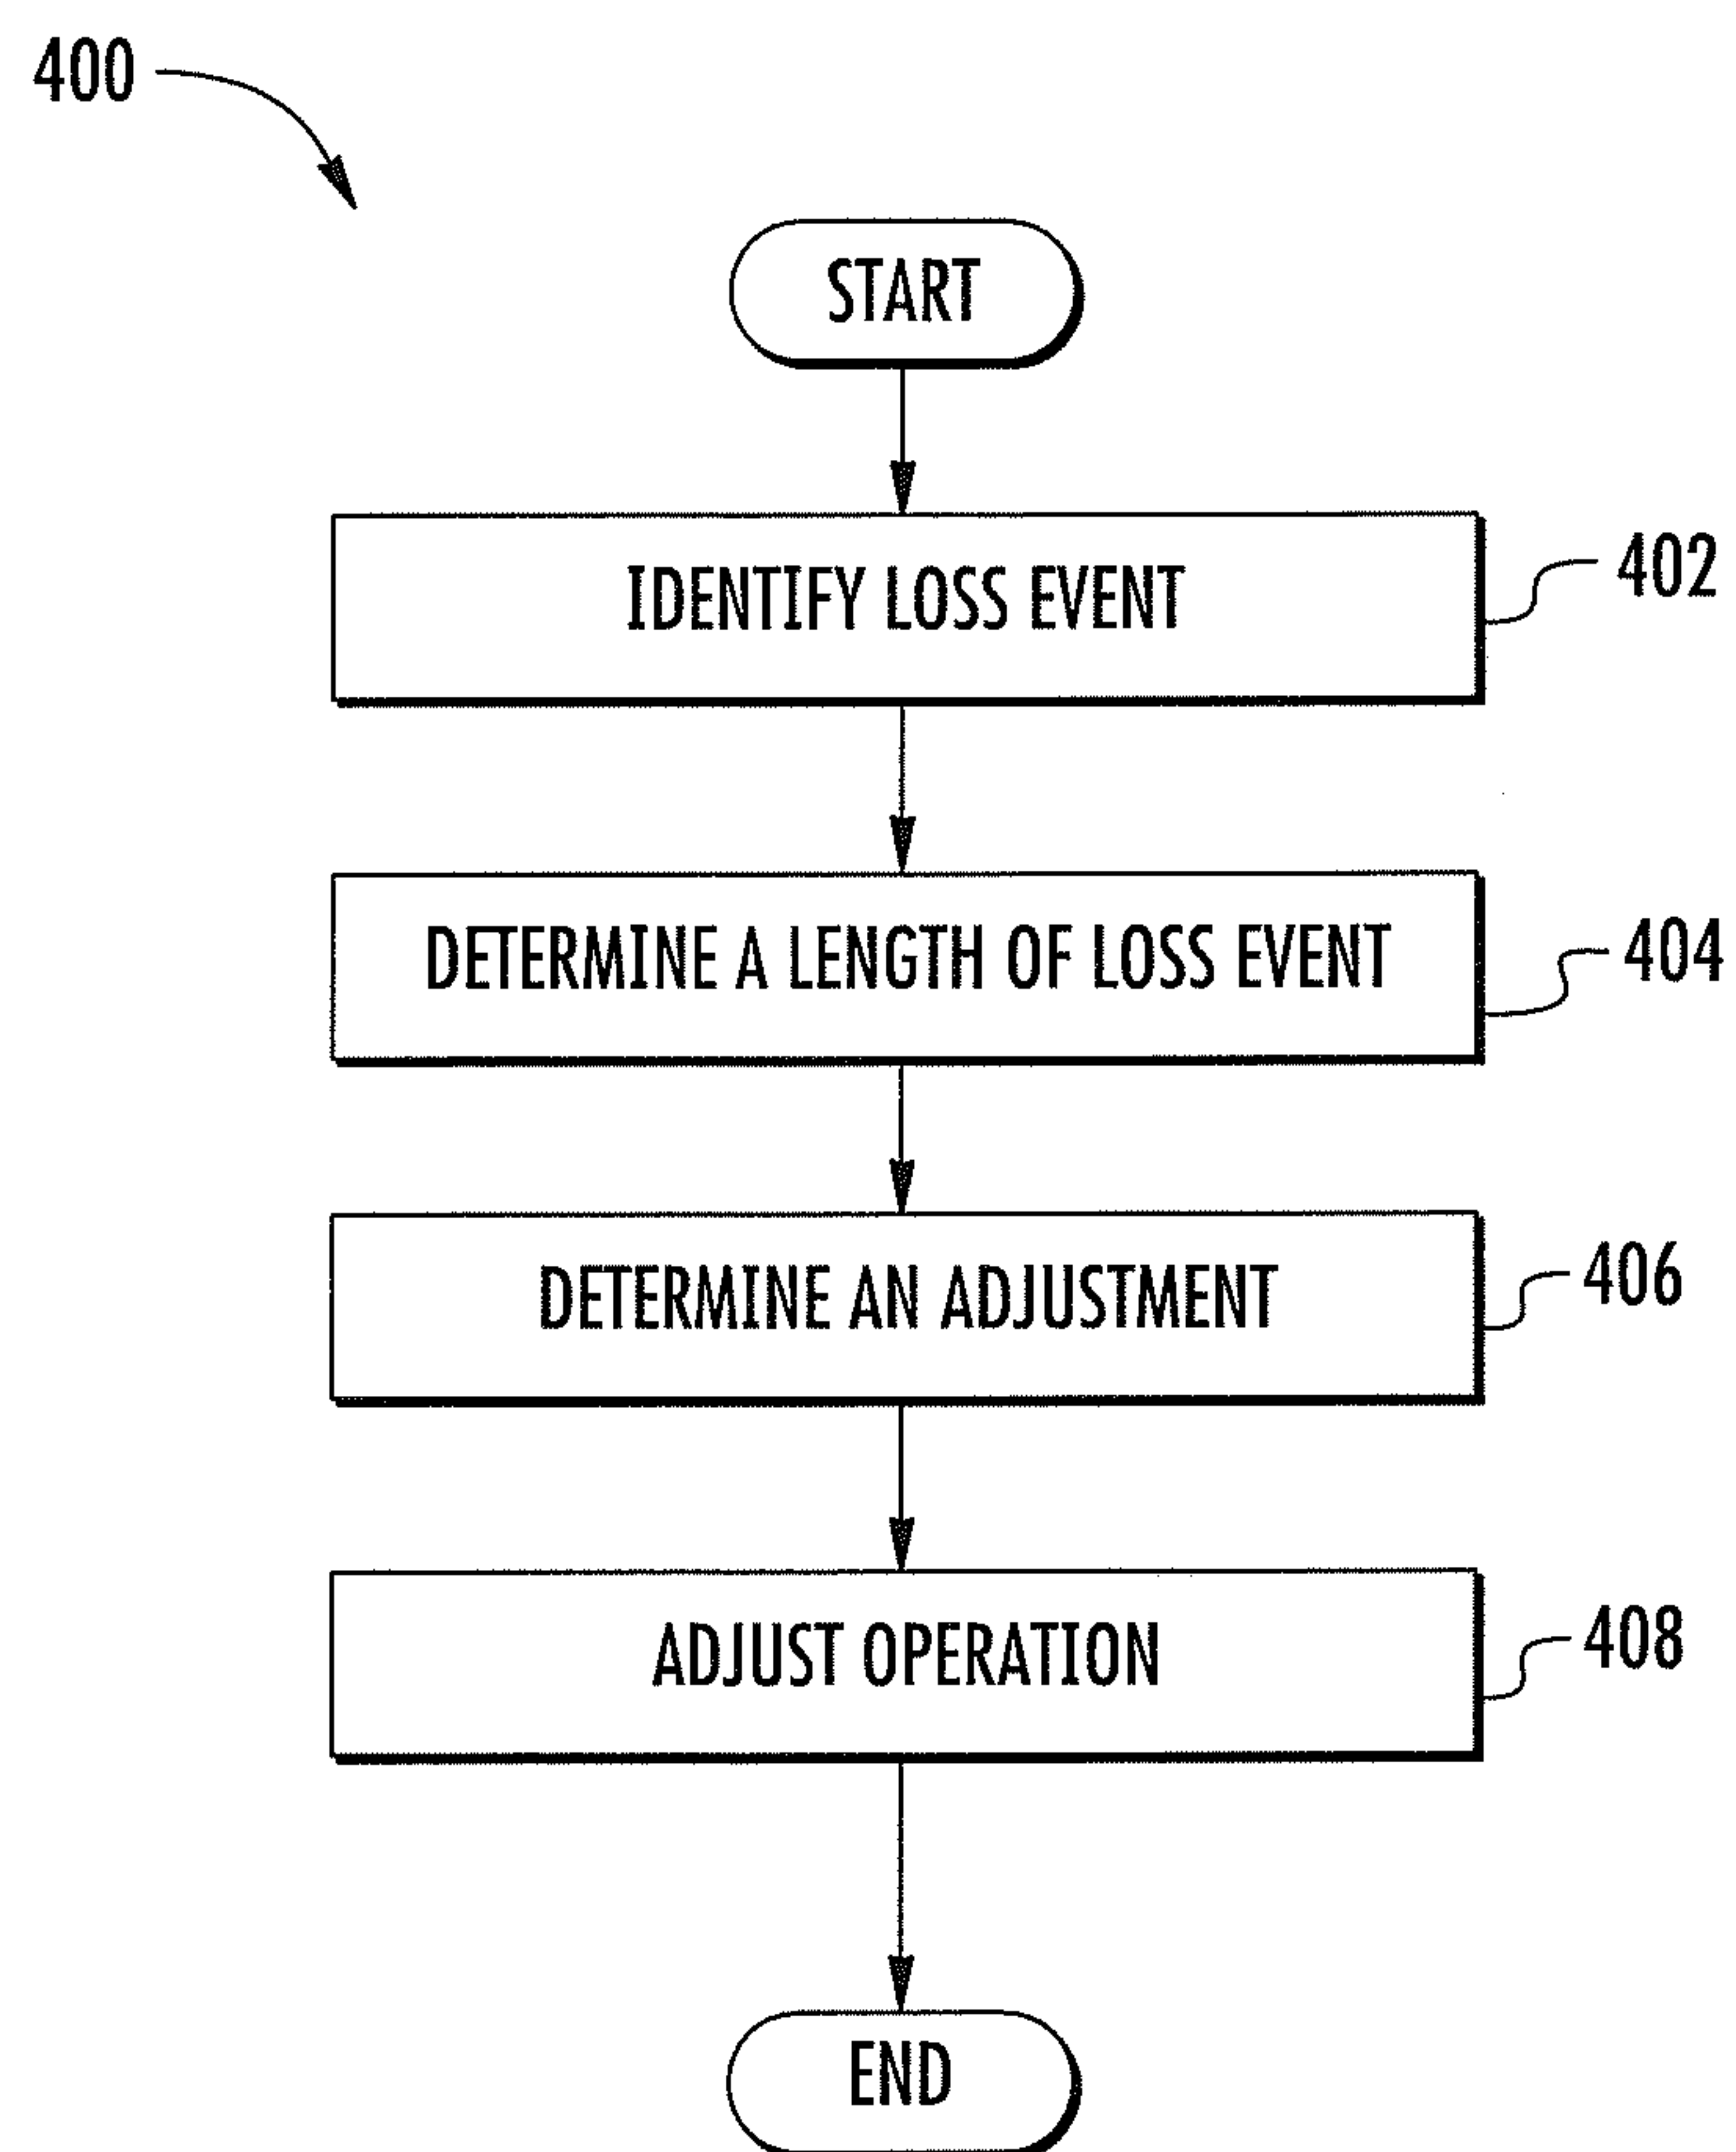 400
START
IDENTIFY LOSS EVENT
402
DETERMINE A LENGTH OF LOSS EVENT
404
DETERMINE AN ADJUSTMENT
406
ADJUST OPERATION
408
END